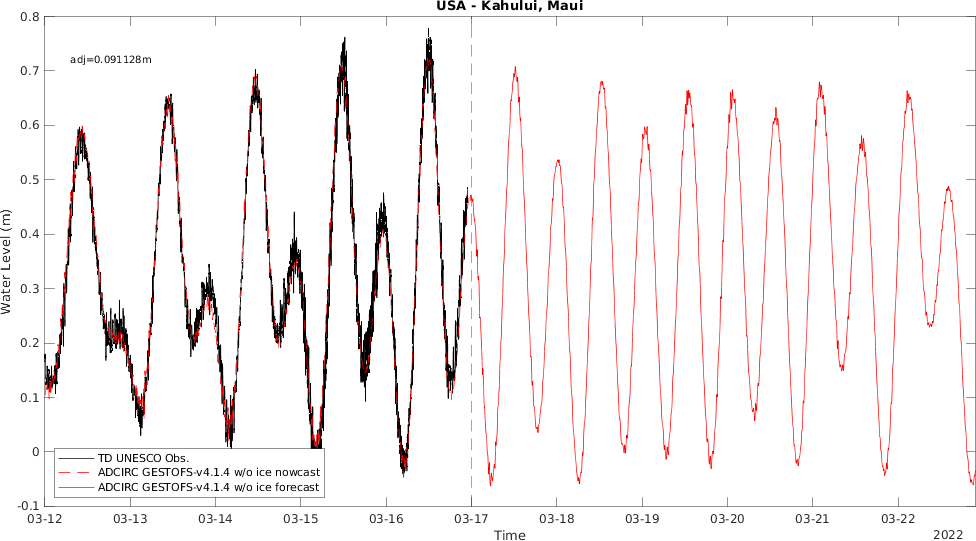 USA - Kahului, Maui
adj=0.091128m
0.8
0.7
0.6
0.5
0.4
0.3
0.2
0.1
0
-0.1
Water Level (m)
TD UNESCO Obs.
ADCIRC GESTOFS-v4.1.4 w/o ice nowcast
ADCIRC GESTOFS-v4.1.4 w/o ice forecast
03-12 03-13 03-14 03-15 03-16 03-17 03-18 03-19 03-20 03-21 03-22
Time
2022